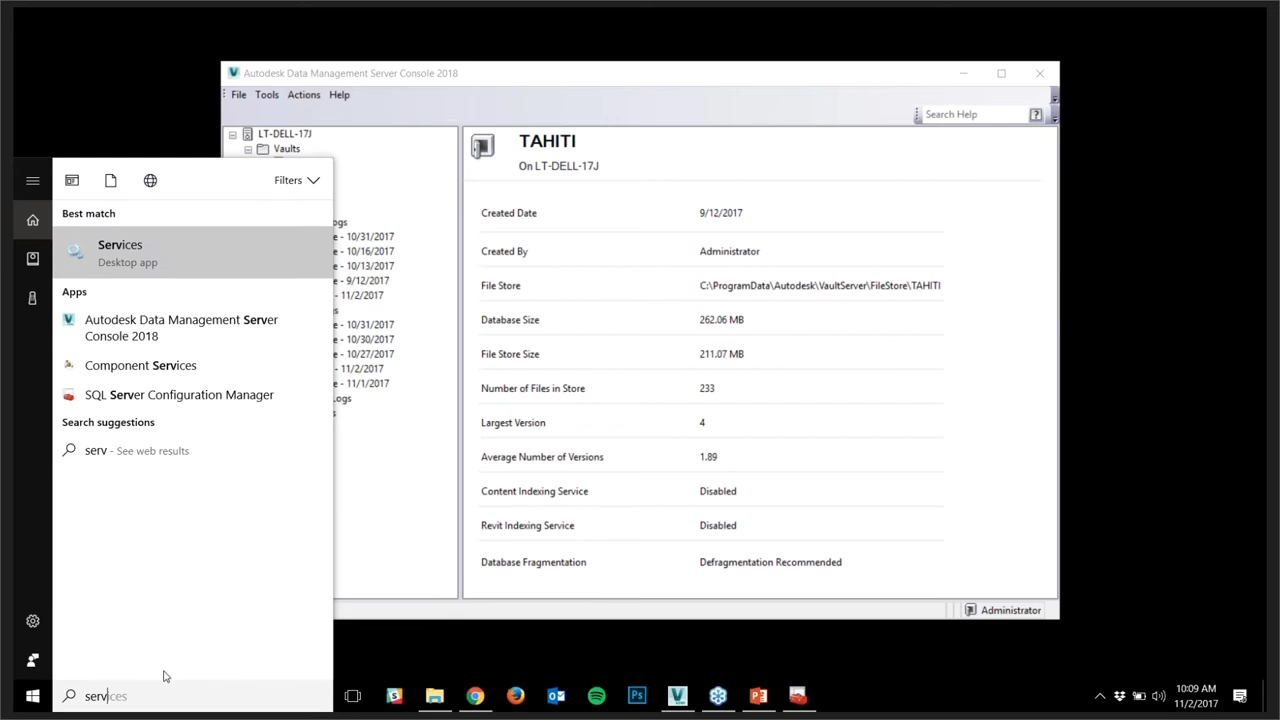 Autodesk Data Management Server Console 2018
File Tools Actions Help
Search Help
LT-DELL-17J
Vaults
TAHITI
On LT-DELL-17J
Created Date 9/12/2017
Created By Administrator
File Store C:\ProgramData\Autodesk\VaultServer\FileStore\TAHITI
Database Size 262.06 MB
File Store Size 211.07 MB
Number of Files in Store 233
Largest Version 4
Average Number of Versions 1.89
Content Indexing Service Disabled
Revit Indexing Service Disabled
Database Fragmentation Defragmentation Recommended
Administrator
ogs
e - 10/31/2017
e - 10/16/2017
e - 10/13/2017
e - 9/12/2017
- 11/2/2017
s
e - 10/31/2017
e - 10/30/2017
e - 10/27/2017
- 11/2/2017
e - 11/1/2017
Logs
s
Filters
Best match
Services
Desktop app
Apps
Autodesk Data Management Server
Console 2018
Component Services
SQL Server Configuration Manager
Search suggestions
serv - See web results
services
10:09 AM
11/2/2017